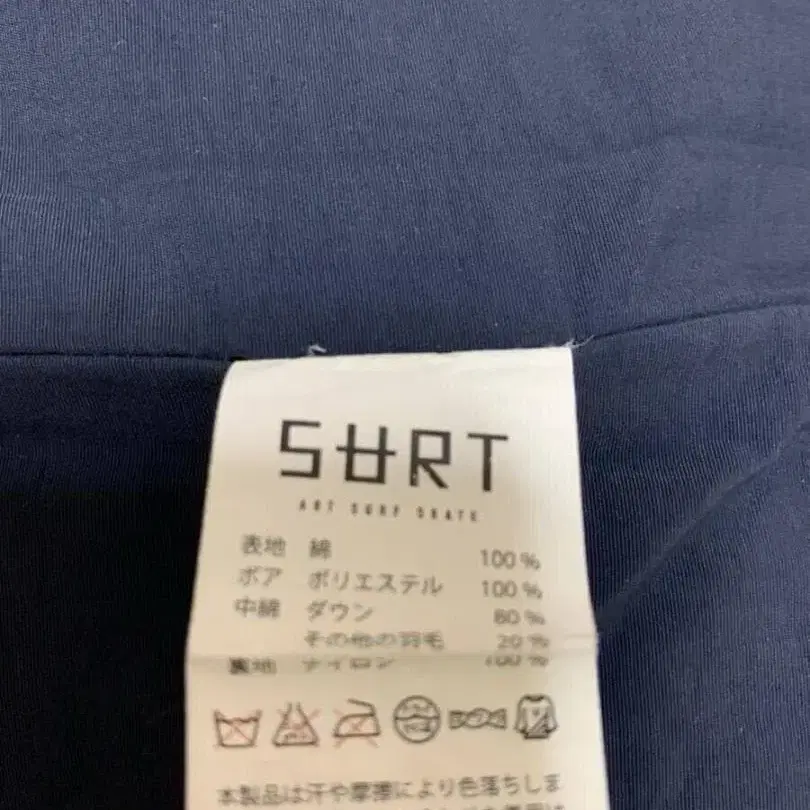 SURT
ART SURF SKATE
表地 綿 100%
ボア ポリエステル 100%
中綿 ダウン 80%
その他の羽毛 20%
裏地 ナイロン 100%
本製品は汗や摩擦により色落ちしま